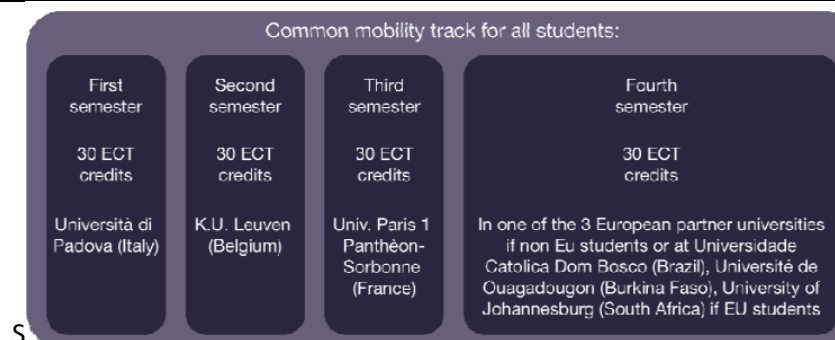 Common mobility track for all students:
First
semester
30 ECT
credits
Università di
Padova (Italy)
Second
semester
30 ECT
credits
K.U. Leuven
(Belgium)
Third
semester
30 ECT
credits
Univ. Paris 1
Panthèon-
Sorbonne
(France)
Fourth
semester
30 ECT
credits
In one of the 3 European partner universities
if non Eu students or at Universidade
Catolica Dom Bosco (Brazil), Université de
Ouagadougon (Burkina Faso), University of
Johannesburg (South Africa) if EU students
S